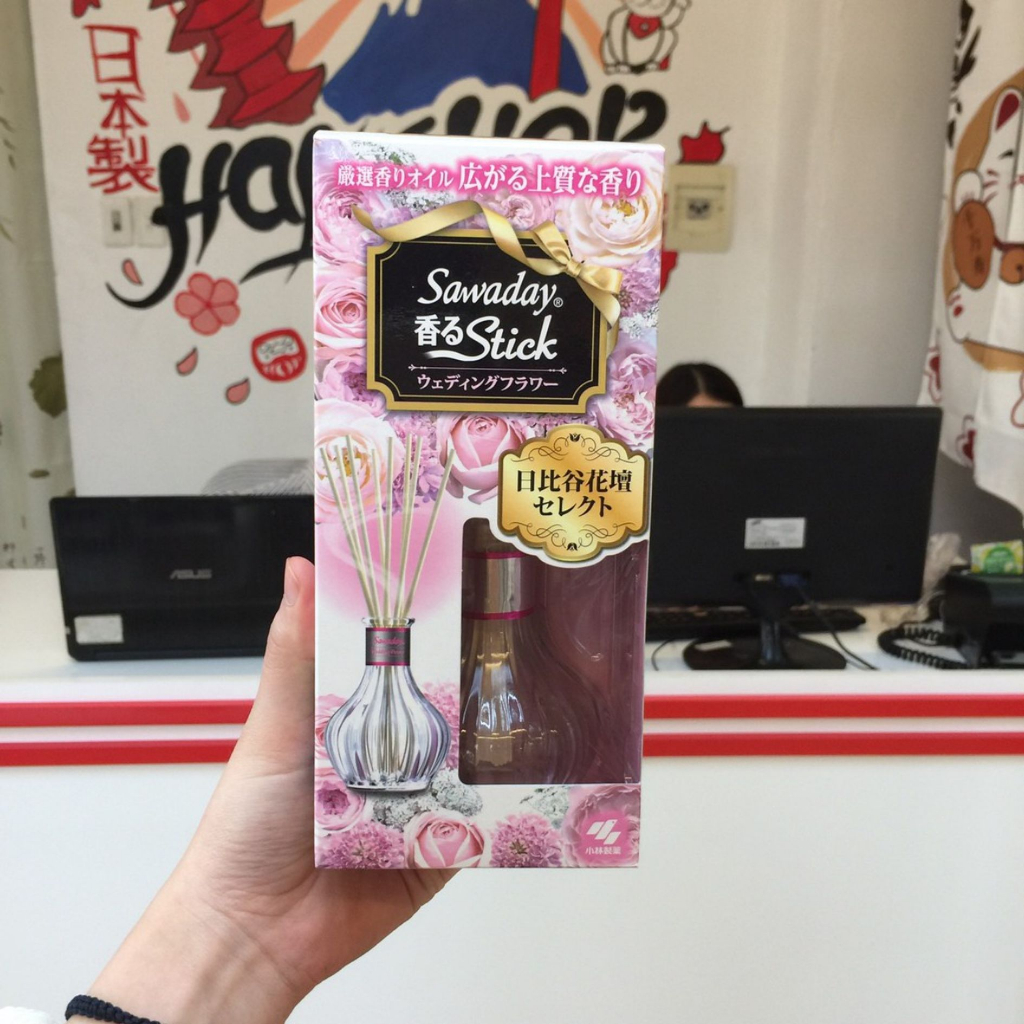 日本製
厳選香りオイル 広がる上質な香り
Sawaday®
香るStick
ウェディングフラワー
日比谷花壇
セレクト
Sawaday
小林製薬
ASUS